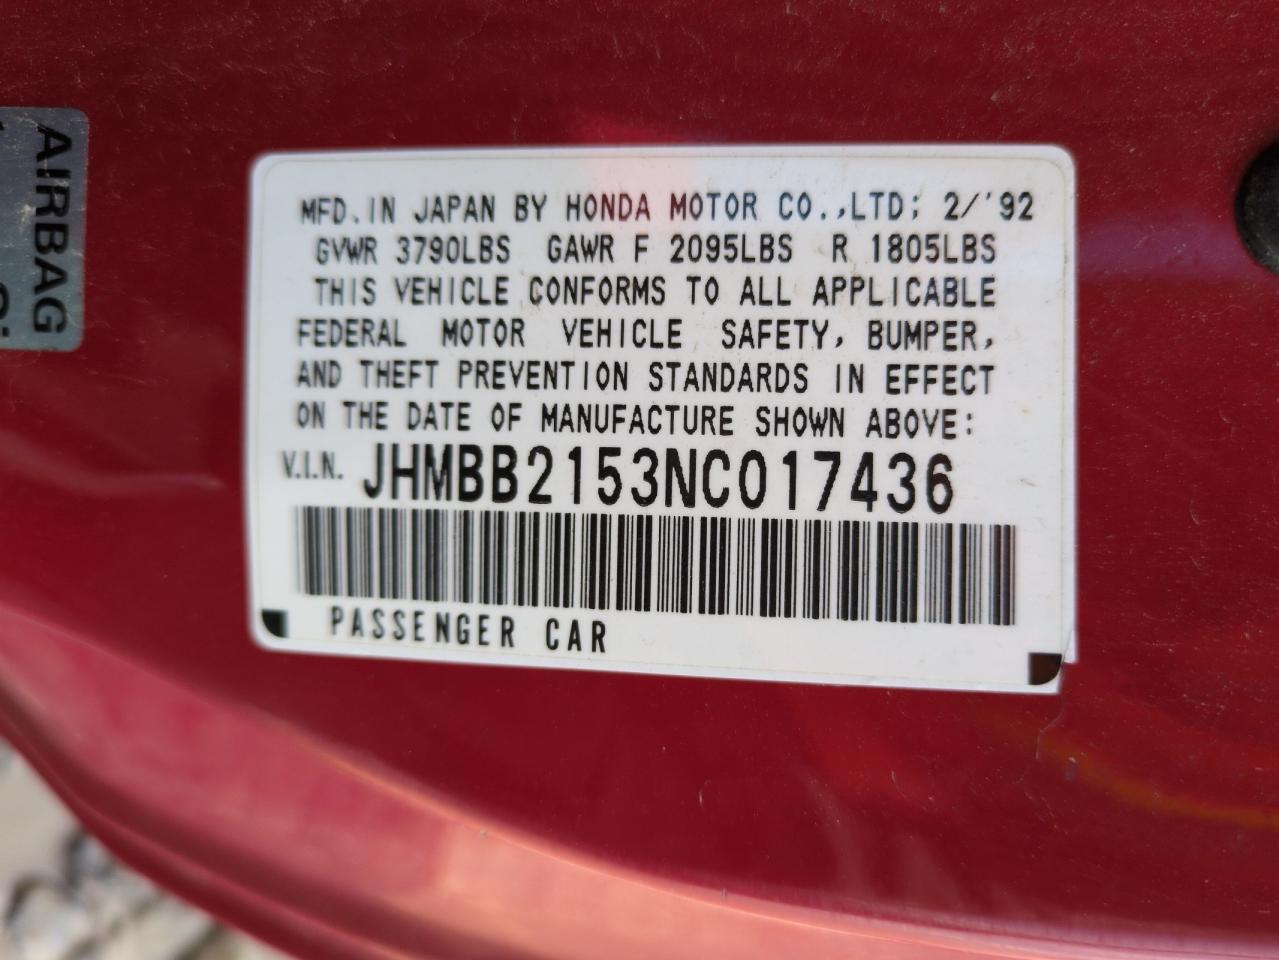 AIRBAG
MFD. IN JAPAN BY HONDA MOTOR CO.,LTD; 2/'92
GVWR 3790LBS GAWR F 2095LBS R 1805LBS
THIS VEHICLE CONFORMS TO ALL APPLICABLE
FEDERAL MOTOR VEHICLE SAFETY, BUMPER,
AND THEFT PREVENTION STANDARDS IN EFFECT
ON THE DATE OF MANUFACTURE SHOWN ABOVE:
V.I.N. JHMBB2153NC017436
PASSENGER CAR